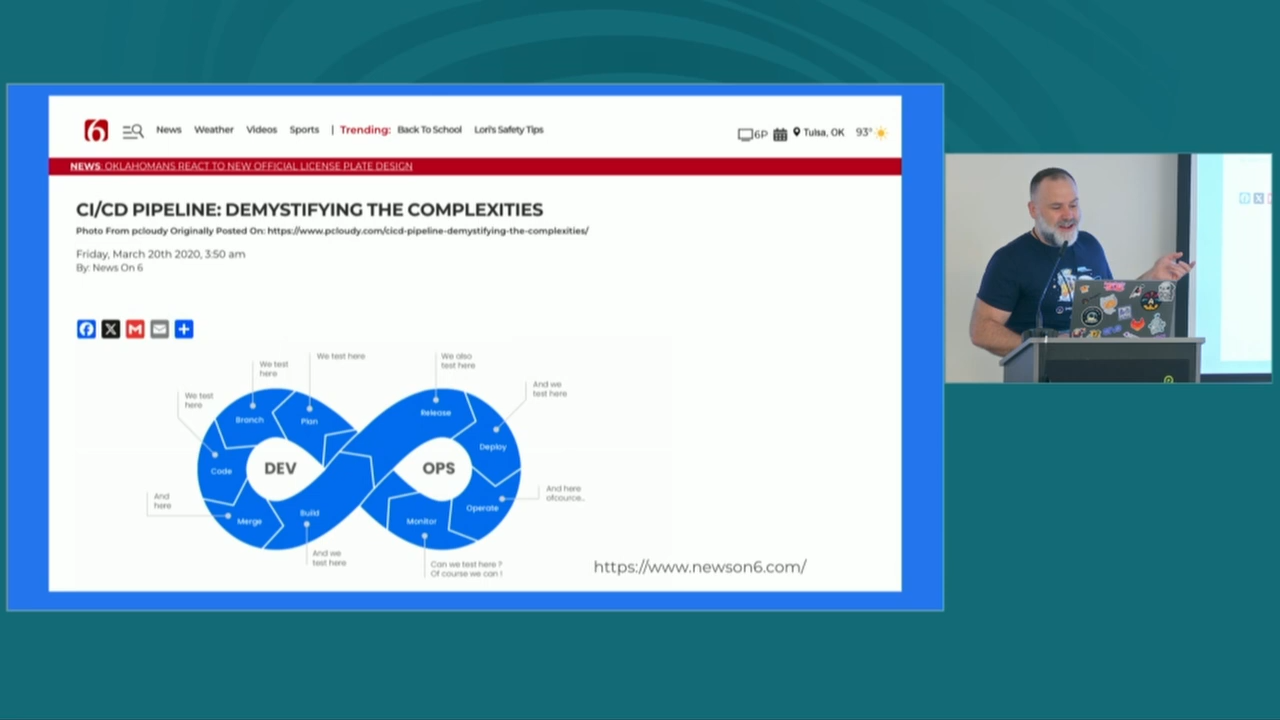 6
News Weather Videos Sports | Trending: Back To School Lori's Safety Tips
6P Tulsa, OK 93°
NEWS: OKLAHOMANS REACT TO NEW OFFICIAL LICENSE PLATE DESIGN
CI/CD PIPELINE: DEMYSTIFYING THE COMPLEXITIES
Photo From pcloudy Originally Posted On: https://www.pcloudy.com/cicd-pipeline-demystifying-the-complexities/
Friday, March 20th 2020, 3:50 am
By: News On 6
We test
here
We test
here
We test here
We also
test here
And we
test here
And here
ofcource..
And
here
And we
test here
Can we test here ?
Of course we can !
Branch
Plan
Code
Merge
Build
DEV
OPS
Release
Deploy
Operate
Monitor
https://www.newson6.com/